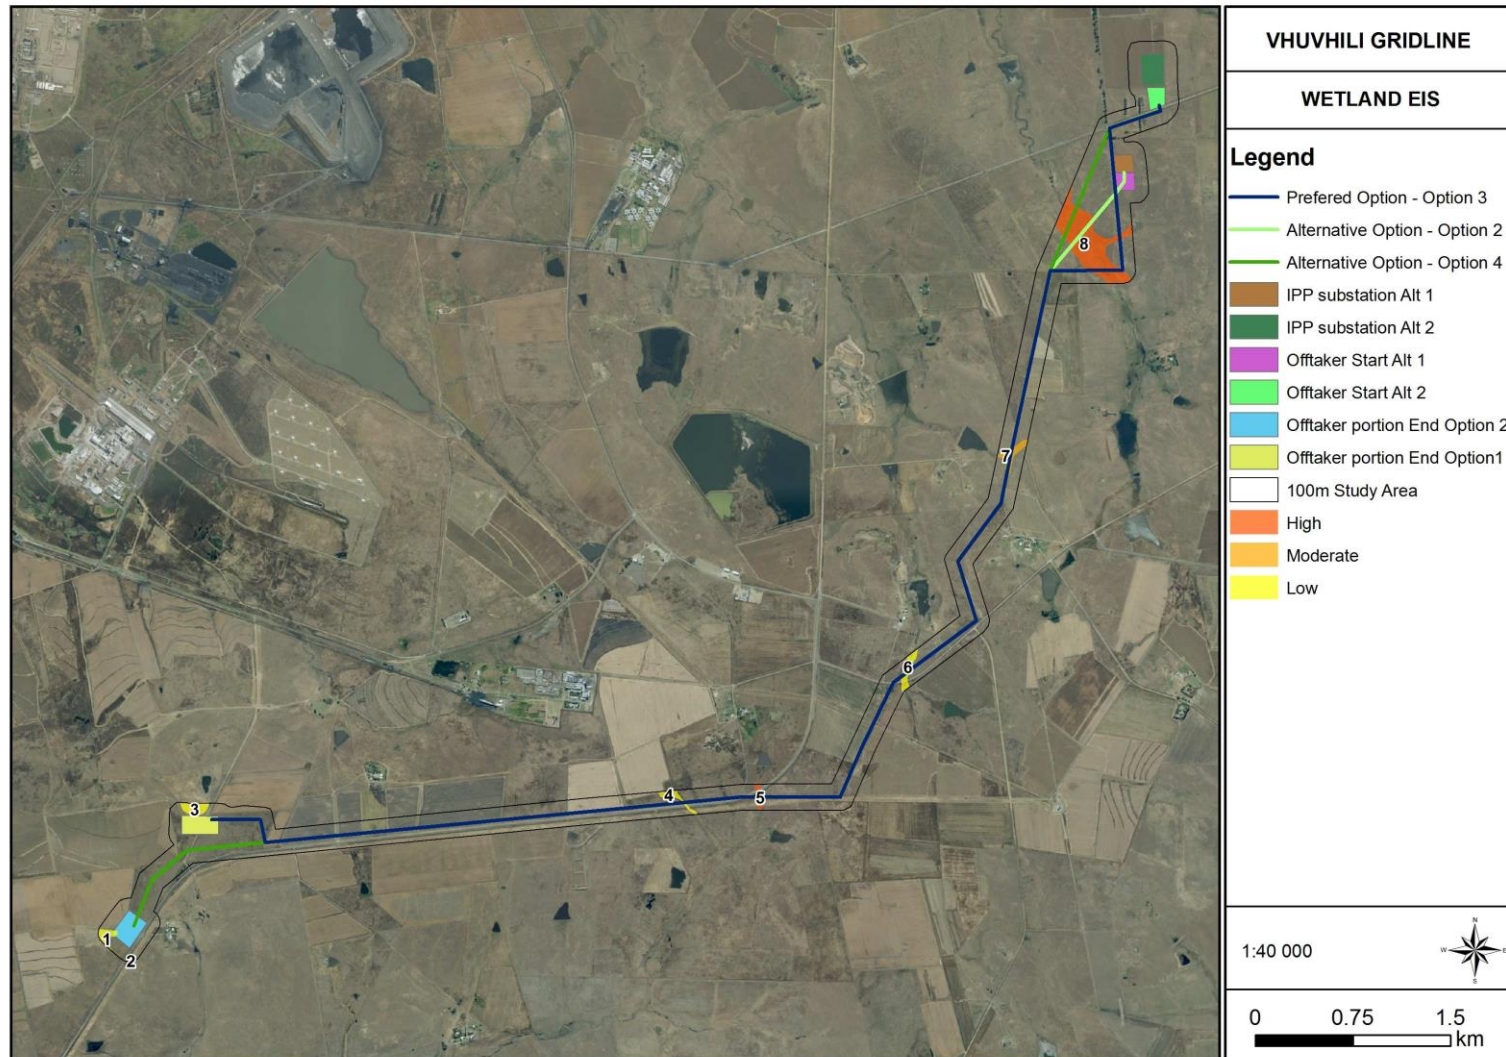 VHUVHILI GRIDLINE
WETLAND EIS
Legend
Prefered Option - Option 3
Alternative Option - Option 2
Alternative Option - Option 4
IPP substation Alt 1
IPP substation Alt 2
Offtaker Start Alt 1
Offtaker Start Alt 2
Offtaker portion End Option 2
Offtaker portion End Option1
100m Study Area
High
Moderate
Low
8
7
6
5
4
3
1
2
1:40 000
N
W E
S
0 0.75 1.5
km